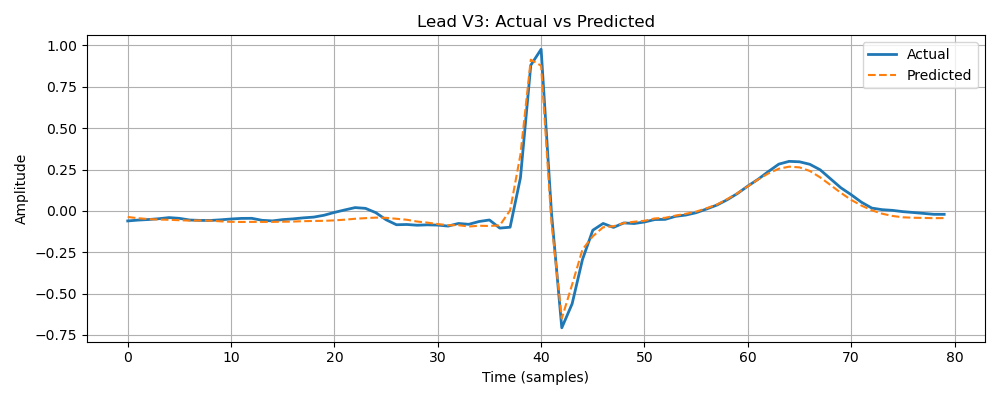 Lead V3: Actual vs Predicted
Actual
Predicted
Amplitude
1.00
0.75
0.50
0.25
0.00
−0.25
−0.50
−0.75
0 10 20 30 40 50 60 70 80
Time (samples)